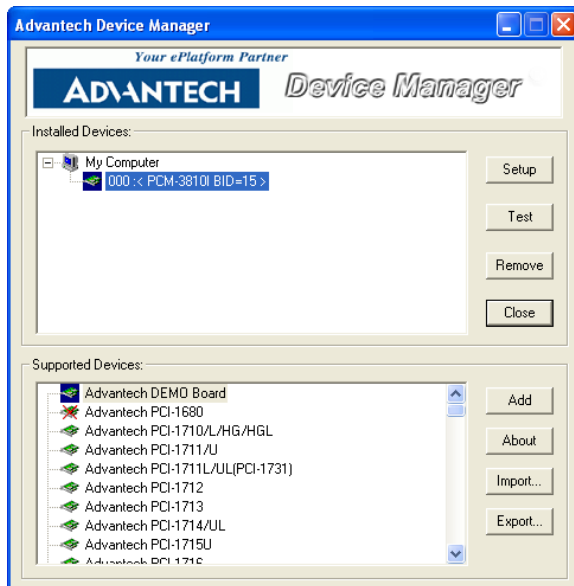 Advantech Device Manager
Your ePlatform Partner
ADVANTECH
Device Manager
Installed Devices:
My Computer
000 :< PCM-3810I BID=15 >
Setup
Test
Remove
Close
Supported Devices:
Advantech DEMO Board
Advantech PCI-1680
Advantech PCI-1710/L/HG/HGL
Advantech PCI-1711/U
Advantech PCI-1711L/UL(PCI-1731)
Advantech PCI-1712
Advantech PCI-1713
Advantech PCI-1714/UL
Advantech PCI-1715U
Advantech PCI-1716
Add
About
Import...
Export...